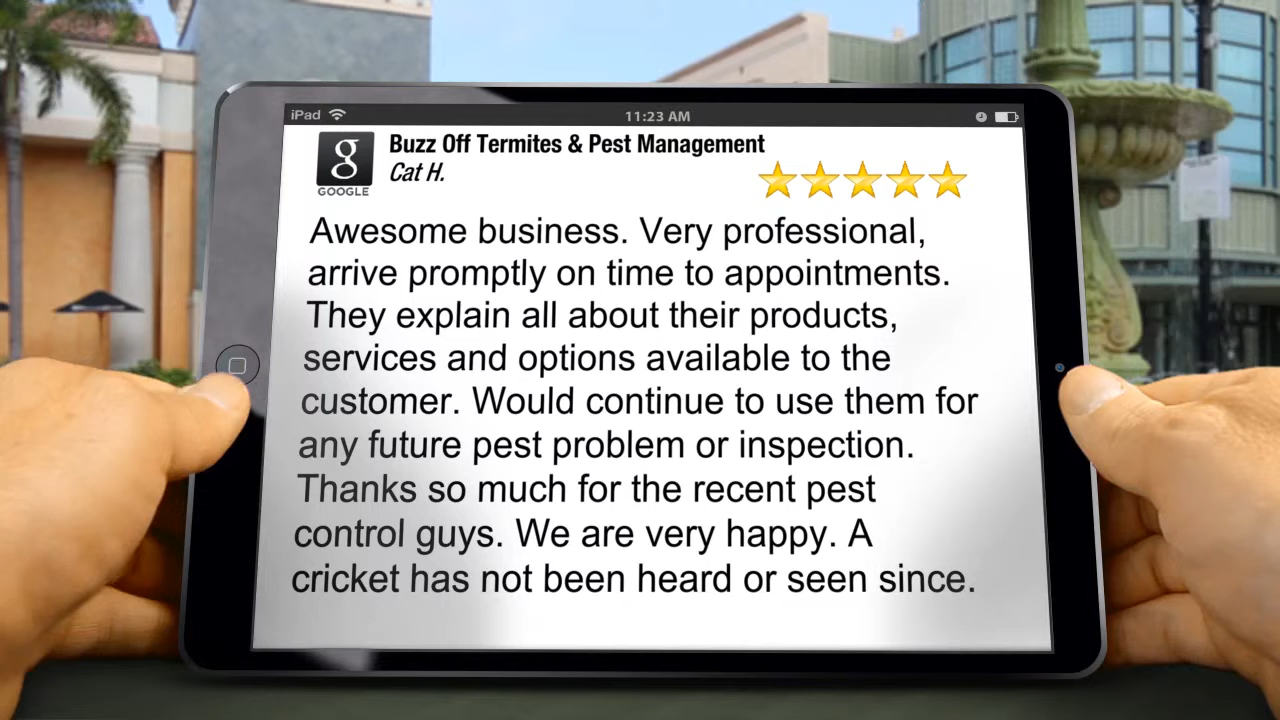 iPad 11:23 AM
g
GOOGLE
Buzz Off Termites & Pest Management
Cat H.
Awesome business. Very professional,
arrive promptly on time to appointments.
They explain all about their products,
services and options available to the
customer. Would continue to use them for
any future pest problem or inspection.
Thanks so much for the recent pest
control guys. We are very happy. A
cricket has not been heard or seen since.